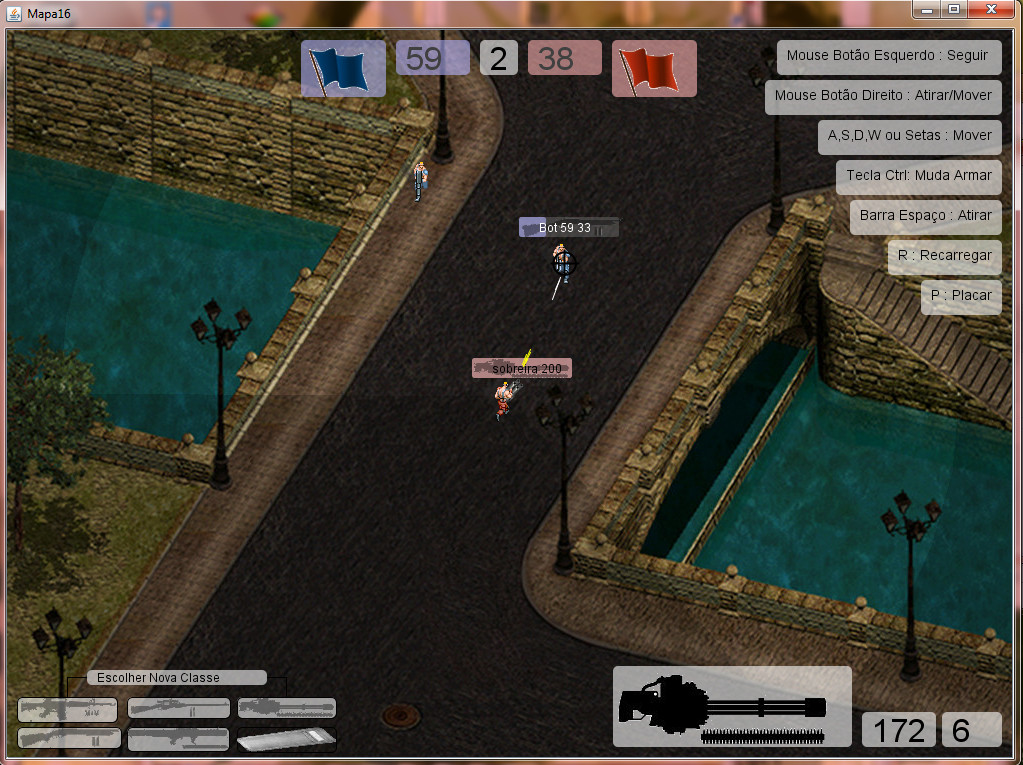 Mapa16
59 2 38
Mouse Botão Esquerdo : Seguir
Mouse Botão Direito : Atirar/Mover
A,S,D,W ou Setas : Mover
Tecla Ctrl: Muda Armar
Barra Espaço : Atirar
R : Recarregar
P : Placar
Bot 59 33
sobreira 200
Escolher Nova Classe
172 6